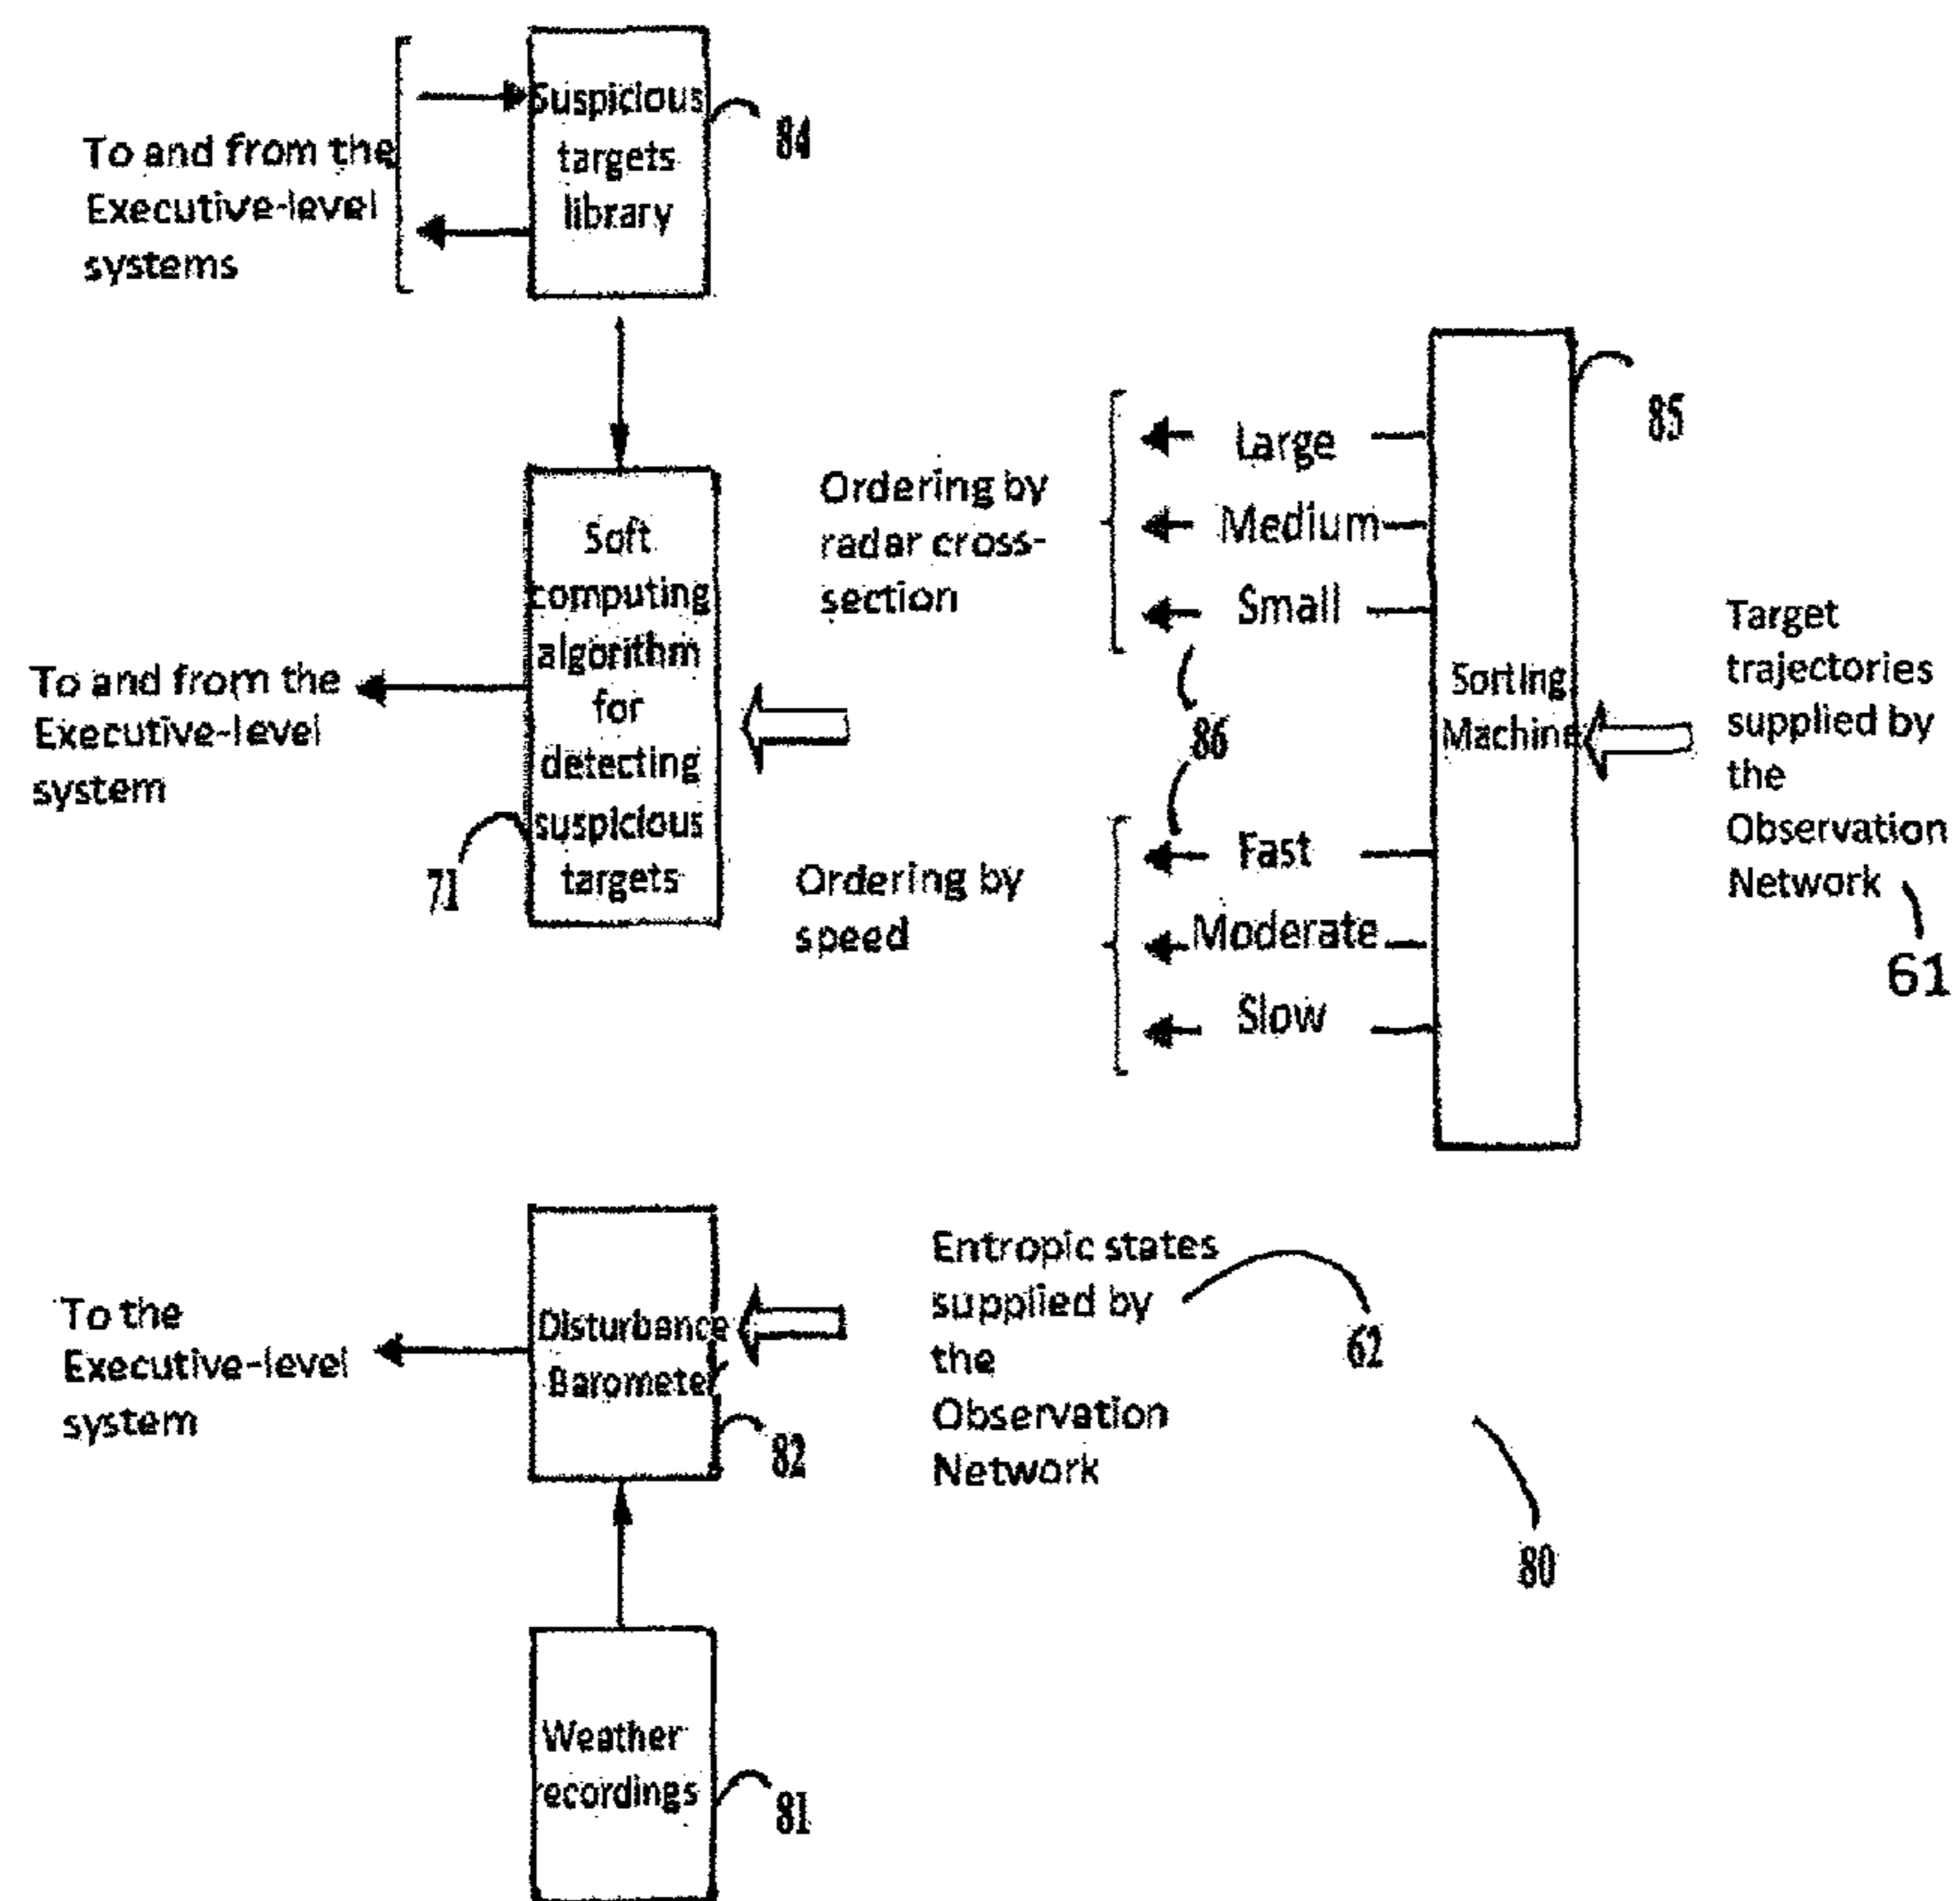 Suspicious
targets
library
84
To and from the
Executive-level
systems
Soft
computing
algorithm
for
detecting
suspicious
targets
71
To and from the
Executive-level
system
Ordering by
radar cross-
section
Large
Medium
Small
86
Ordering by
speed
Fast
Moderate
Slow
Sorting
Machine
85
Target
trajectories
supplied by
the
Observation
Network
61
To the
Executive-level
system
Disturbance
Barometer
82
Entropic states
supplied by
the
Observation
Network
62
80
Weather
recordings
81